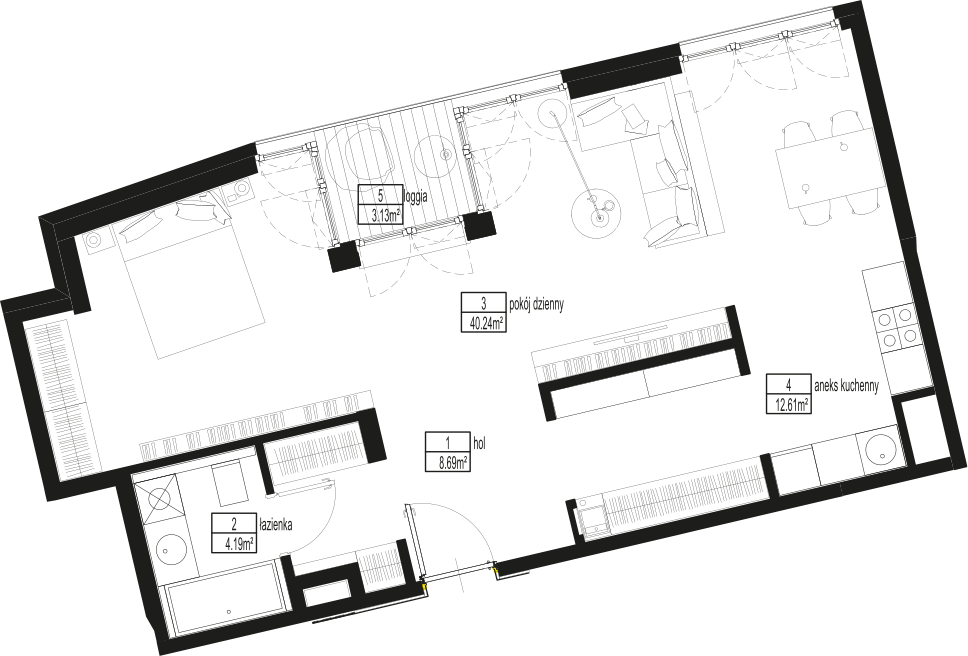 5 loggia
3.13m²
3 pokój dzienny
40.24m²
4 aneks kuchenny
12.61m²
1 hol
8.69m²
2 łazienka
4.19m²